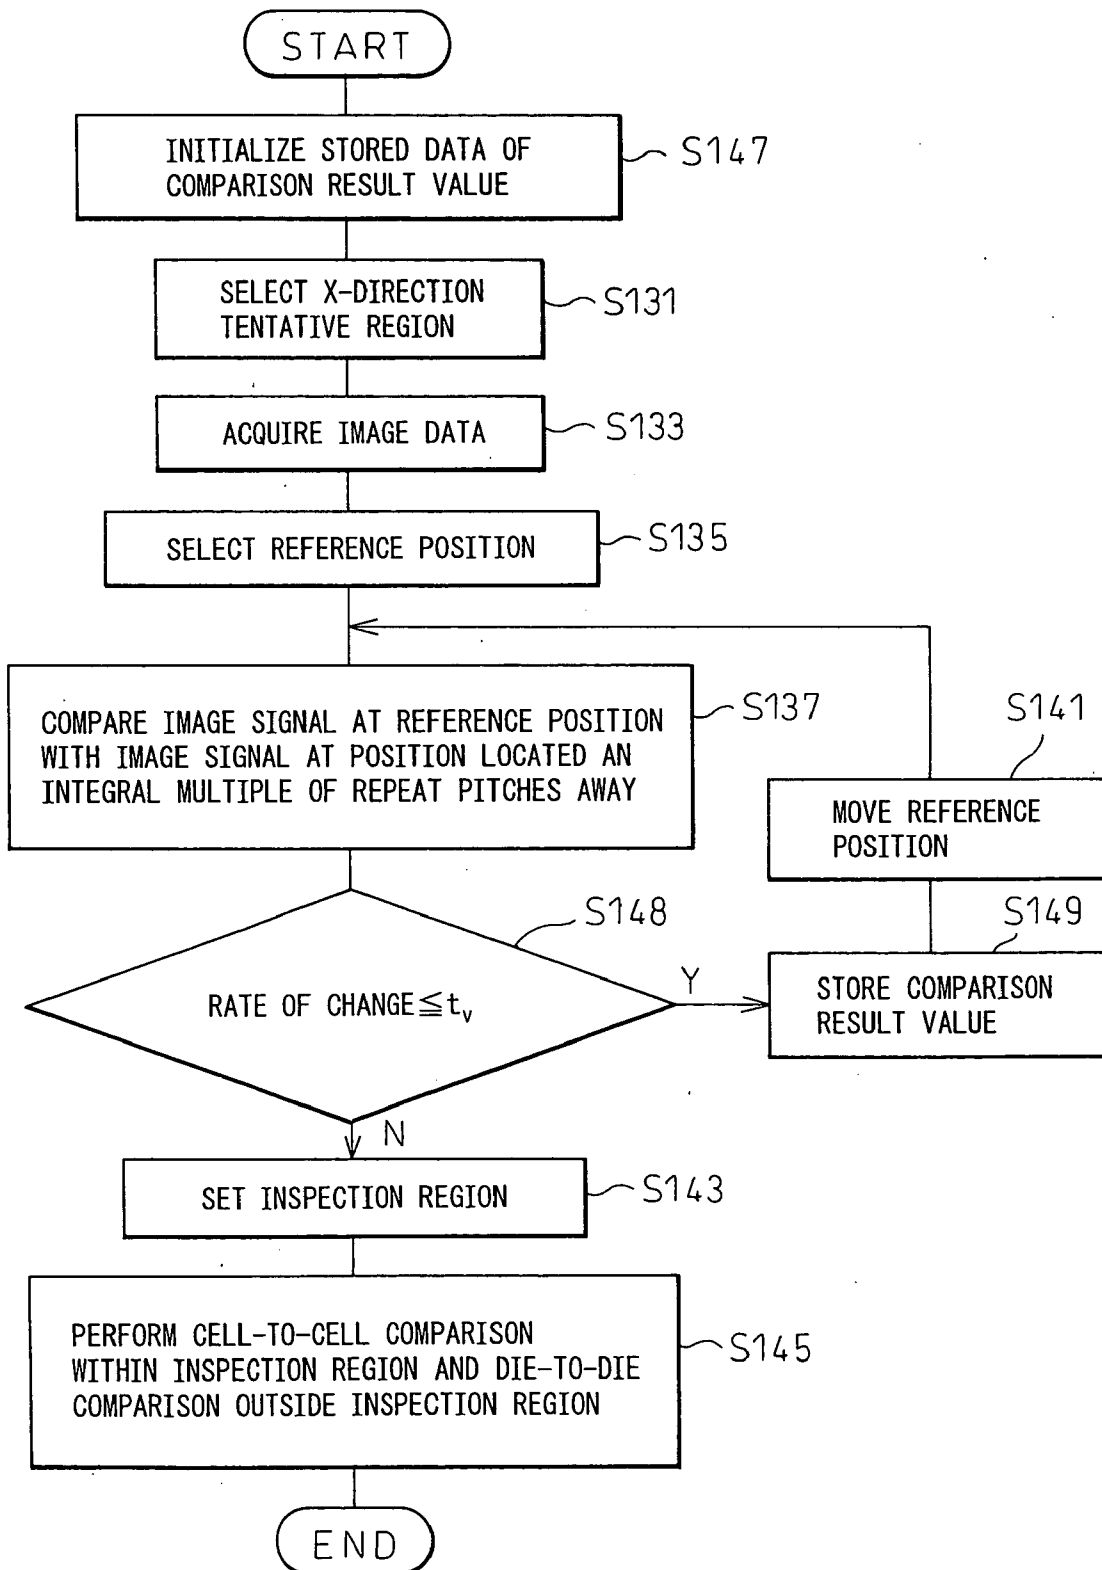 START
INITIALIZE STORED DATA OF
COMPARISON RESULT VALUE
S147
SELECT X-DIRECTION
TENTATIVE REGION
S131
ACQUIRE IMAGE DATA
S133
SELECT REFERENCE POSITION
S135
COMPARE IMAGE SIGNAL AT REFERENCE POSITION
WITH IMAGE SIGNAL AT POSITION LOCATED AN
INTEGRAL MULTIPLE OF REPEAT PITCHES AWAY
S137
S141
MOVE REFERENCE
POSITION
S148
RATE OF CHANGE≦tv
Y
S149
STORE COMPARISON
RESULT VALUE
N
SET INSPECTION REGION
S143
PERFORM CELL-TO-CELL COMPARISON
WITHIN INSPECTION REGION AND DIE-TO-DIE
COMPARISON OUTSIDE INSPECTION REGION
S145
END